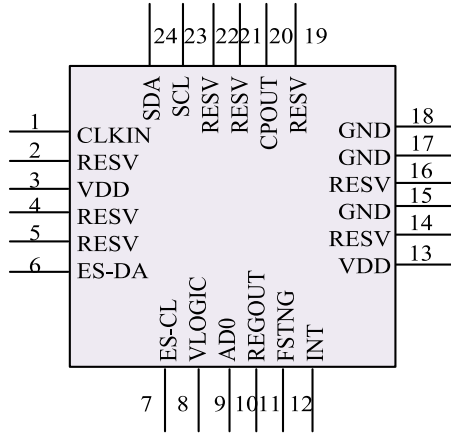 24 23 22 21 20 19
SDA
SCL
RESV
RESV
CPOUT
RESV
1 CLKIN
2 RESV
3 VDD
4 RESV
5 RESV
6 ES-DA
GND 18
GND 17
RESV 16
GND 15
RESV 14
VDD 13
ES-CL
VLOGIC
AD0
REGOUT
FSTNG
INT
7 8 9 10 11 12